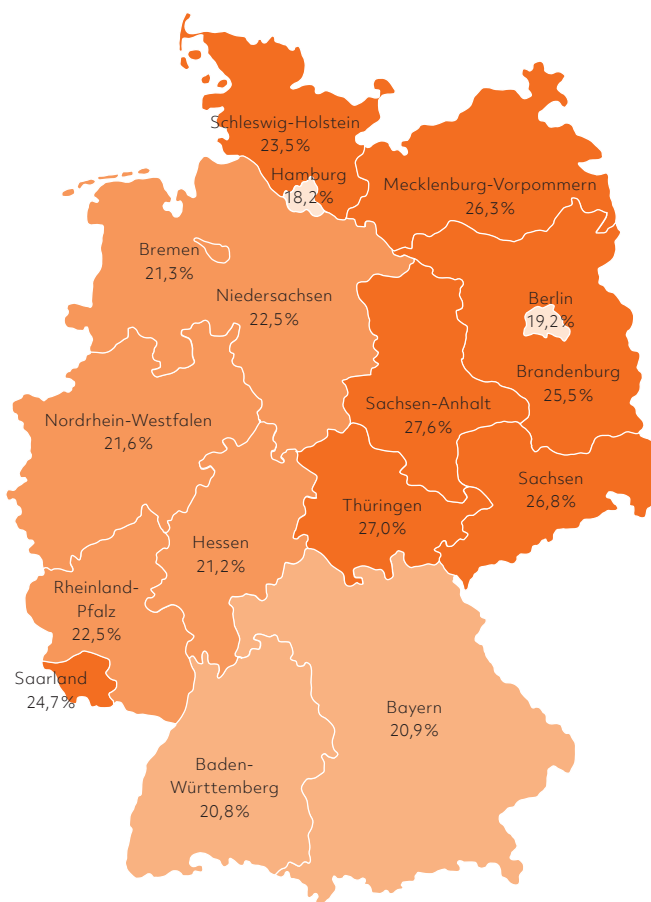 Schleswig-Holstein
23,5%
Hamburg
18,2%
Mecklenburg-Vorpommern
26,3%
Bremen
21,3%
Niedersachsen
22,5%
Berlin
19,2%
Brandenburg
25,5%
Sachsen-Anhalt
27,6%
Nordrhein-Westfalen
21,6%
Sachsen
26,8%
Thüringen
27,0%
Hessen
21,2%
Rheinland-
Pfalz
22,5%
Saarland
24,7%
Bayern
20,9%
Baden-
Württemberg
20,8%